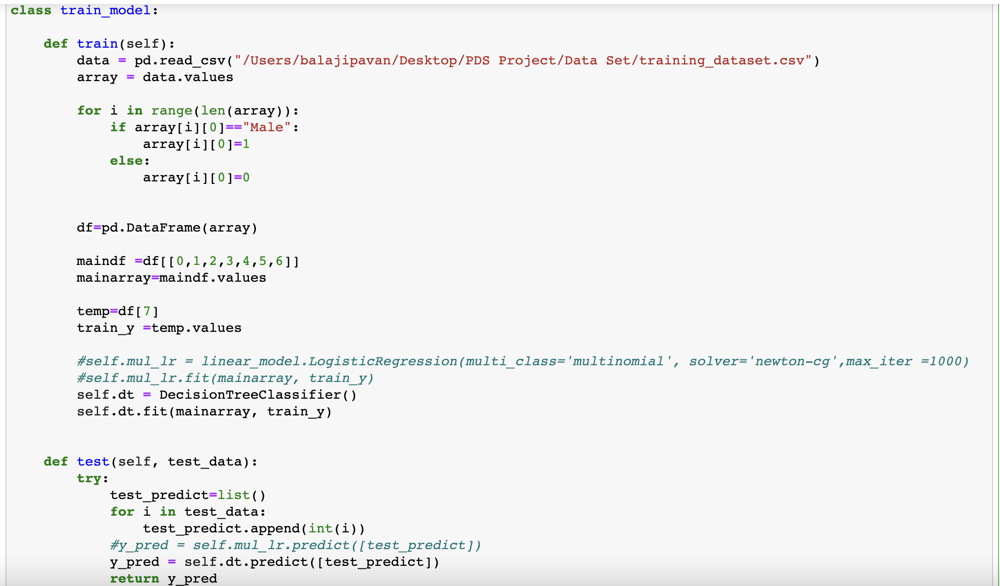 class train_model:
    def train(self):
        data = pd.read_csv("/Users/balajipavan/Desktop/PDS Project/Data Set/training_dataset.csv")
        array = data.values
        for i in range(len(array)):
            if array[i][0]=="Male":
                array[i][0]=1
            else:
                array[i][0]=0
        df=pd.DataFrame(array)
        maindf =df[[0,1,2,3,4,5,6]]
        mainarray=maindf.values
        temp=df[7]
        train_y =temp.values
        #self.mul_lr = linear_model.LogisticRegression(multi_class='multinomial', solver='newton-cg',max_iter =1000)
        #self.mul_lr.fit(mainarray, train_y)
        self.dt = DecisionTreeClassifier()
        self.dt.fit(mainarray, train_y)
    def test(self, test_data):
        try:
            test_predict=list()
            for i in test_data:
                test_predict.append(int(i))
            #y_pred = self.mul_lr.predict([test_predict])
            y_pred = self.dt.predict([test_predict])
            return y_pred